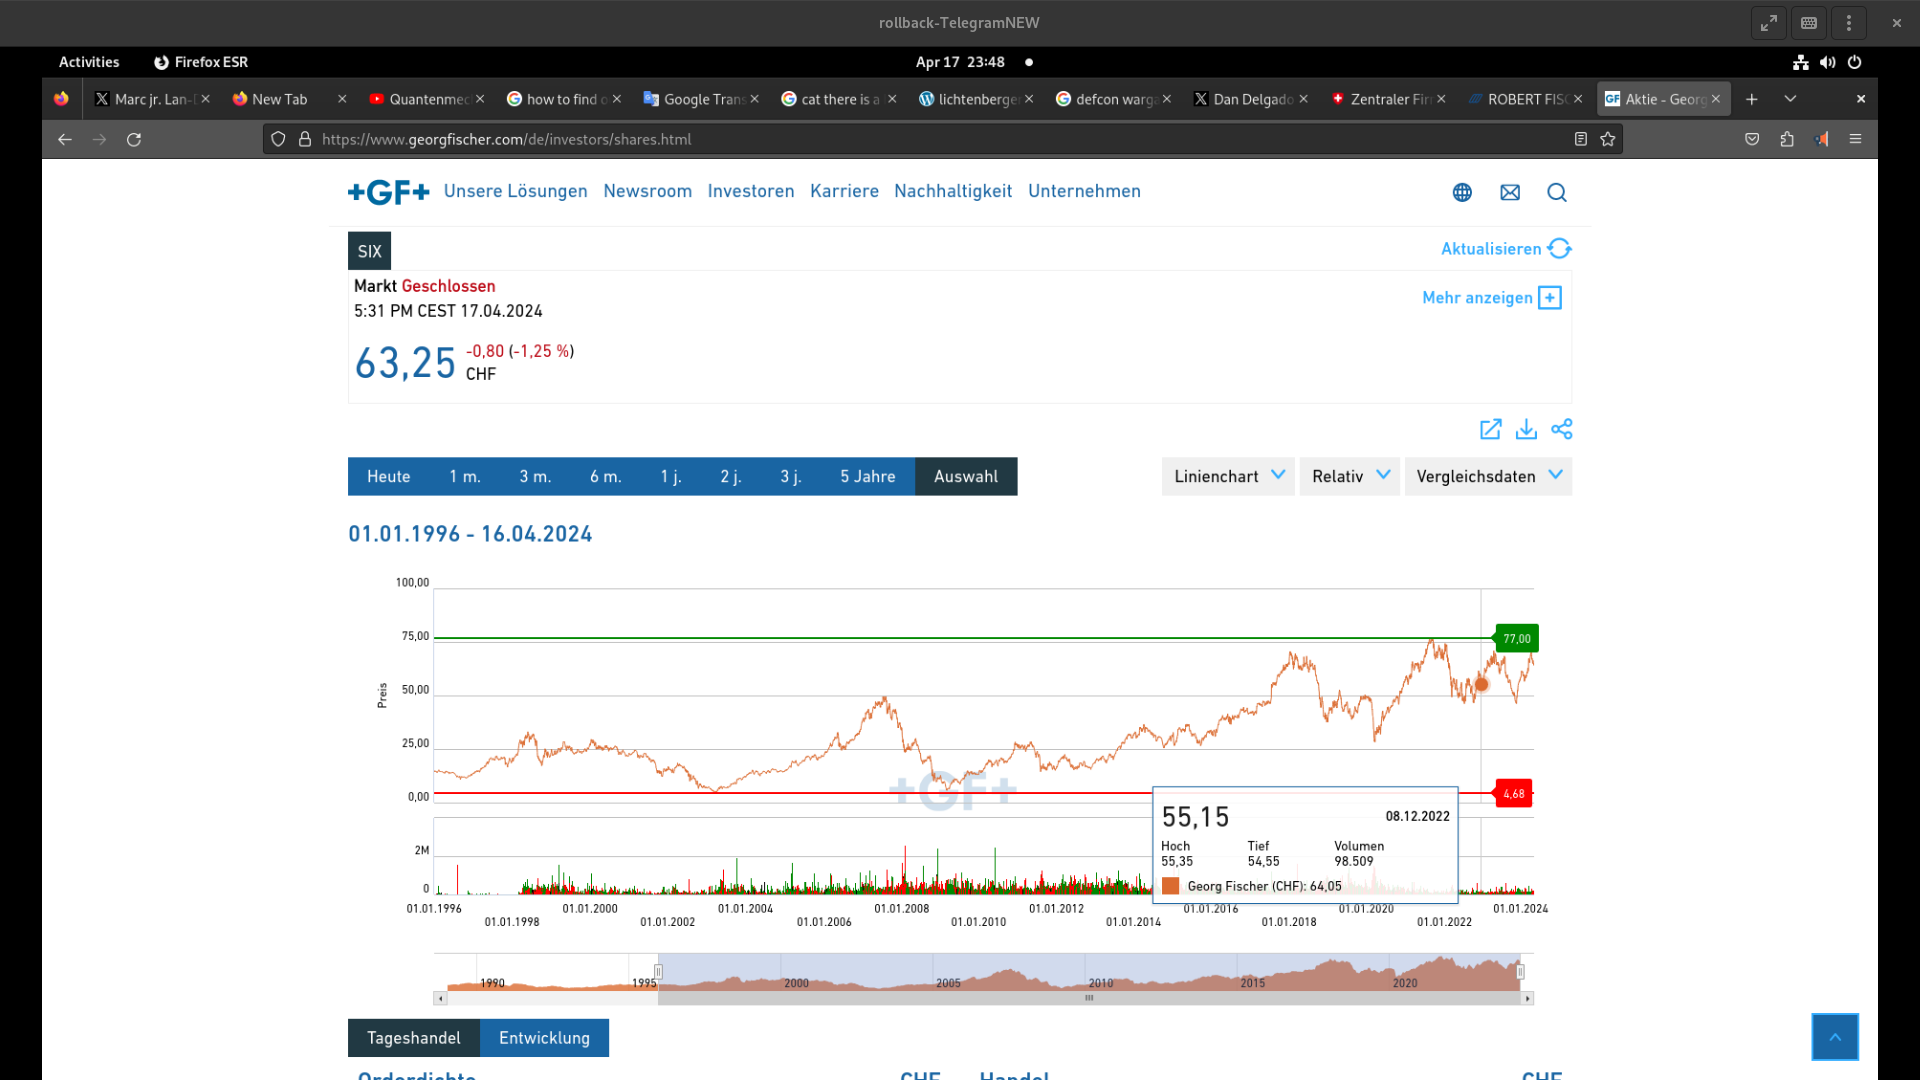 rollback-TelegramNEW
Activities Firefox ESR Apr 17 23:48
Marc jr. Lan- New Tab Quantenmec how to find o Google Trans cat there is a lichtenberger defcon warga Dan Delgado Zentraler Firr ROBERT FISC Aktie - Georg
https://www.georgfischer.com/de/investors/shares.html
+GF+ Unsere Lösungen Newsroom Investoren Karriere Nachhaltigkeit Unternehmen
SIX Aktualisieren
Markt Geschlossen
Mehr anzeigen
5:31 PM CEST 17.04.2024
63,25 -0,80 (-1,25 %)
CHF
Heute 1 m. 3 m. 6 m. 1 j. 2 j. 3 j. 5 Jahre Auswahl Linienchart Relativ Vergleichsdaten
01.01.1996 - 16.04.2024
100,00
75,00 77,00
50,00
Preis
25,00
0,00 4,68
+GF+
55,15 08.12.2022
Hoch Tief Volumen
55,35 54,55 98.509
Georg Fischer (CHF): 64,05
2M
0
01.01.1996 01.01.2000 01.01.2004 01.01.2008 01.01.2012 01.01.2016 01.01.2020 01.01.2024
01.01.1998 01.01.2002 01.01.2006 01.01.2010 01.01.2014 01.01.2018 01.01.2022
1990 1995 2000 2005 2010 2015 2020
Tageshandel Entwicklung
Orderdichte CHF Handel CHF